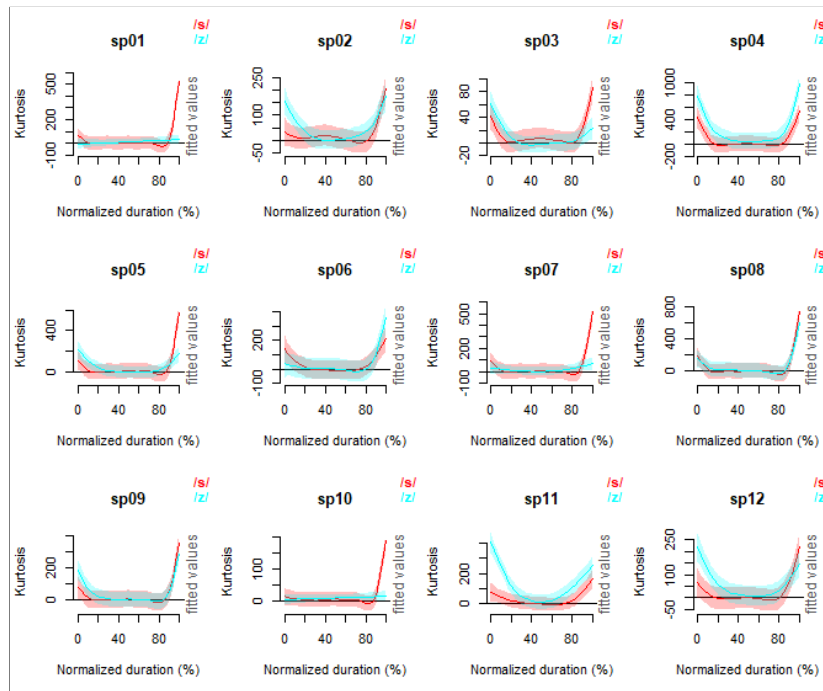 /s/ /s/ /s/ /s
/z/ /z/ /z/ /z
sp01 sp02 sp03 sp04
Kurtosis -100 200 500 fitted values
Kurtosis -50 100 250 fitted values
Kurtosis -20 40 80 fitted values
Kurtosis -200 400 1000 fitted values
0 40 80 0 40 80 0 40 80 0 40 80
Normalized duration (%) Normalized duration (%) Normalized duration (%) Normalized duration (%)
/s/ /s/ /s/ /s
/z/ /z/ /z/ /z
sp05 sp06 sp07 sp08
Kurtosis 0 400 fitted values
Kurtosis -100 200 fitted values
Kurtosis -100 200 500 fitted values
Kurtosis 0 400 800 fitted values
0 40 80 0 40 80 0 40 80 0 40 80
Normalized duration (%) Normalized duration (%) Normalized duration (%) Normalized duration (%)
/s/ /s/ /s/ /s
/z/ /z/ /z/ /z
sp09 sp10 sp11 sp12
Kurtosis 0 200 fitted values
Kurtosis 0 100 fitted values
Kurtosis 0 200 fitted values
Kurtosis -50 100 250 fitted values
0 40 80 0 40 80 0 40 80 0 40 80
Normalized duration (%) Normalized duration (%) Normalized duration (%) Normalized duration (%)